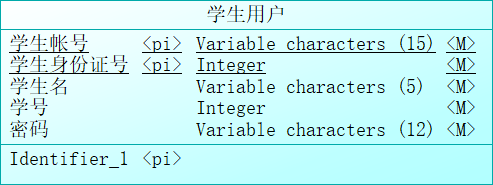 学生用户
学生帐号 <pi> Variable characters (15) <M>
学生身份证号 <pi> Integer <M>
学生名 Variable characters (5) <M>
学号 Integer <M>
密码 Variable characters (12) <M>
Identifier_1 <pi>